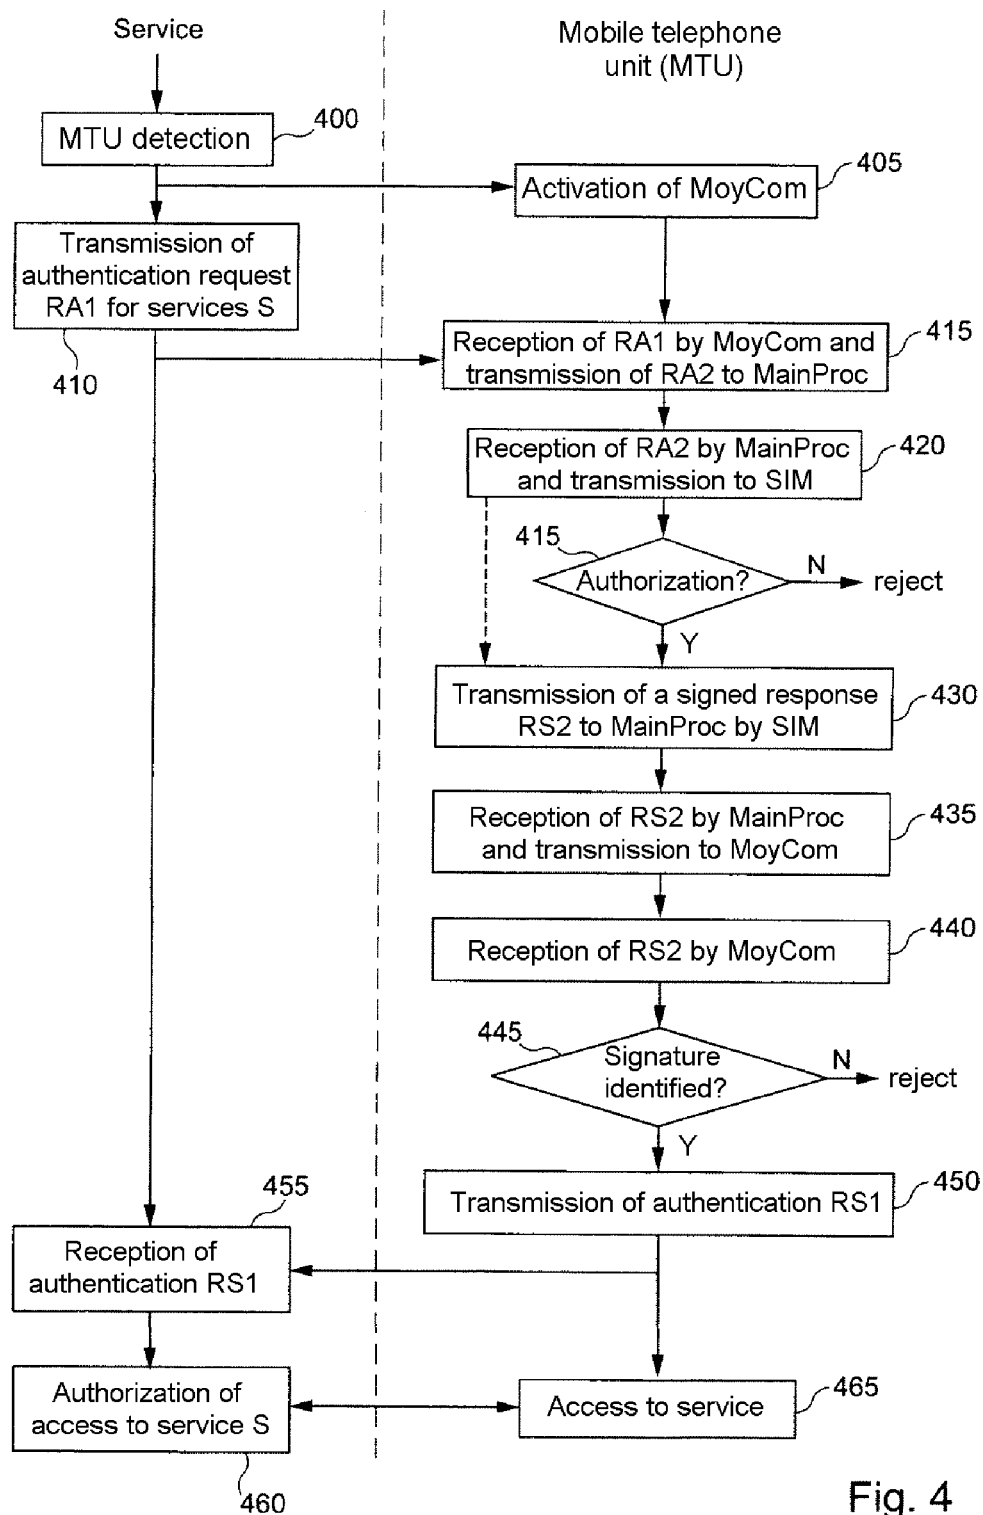 Service
Mobile telephone
unit (MTU)
MTU detection
400
Activation of MoyCom
405
Transmission of
authentication request
RA1 for services S
410
Reception of RA1 by MoyCom and
transmission of RA2 to MainProc
415
Reception of RA2 by MainProc
and transmission to SIM
420
415
Authorization?
N
reject
Y
Transmission of a signed response
RS2 to MainProc by SIM
430
Reception of RS2 by MainProc
and transmission to MoyCom
435
Reception of RS2 by MoyCom
440
445
Signature
identified?
N
reject
Y
Transmission of authentication RS1
450
455
Reception of
authentication RS1
Authorization of
access to service S
460
Access to service
465
Fig. 4